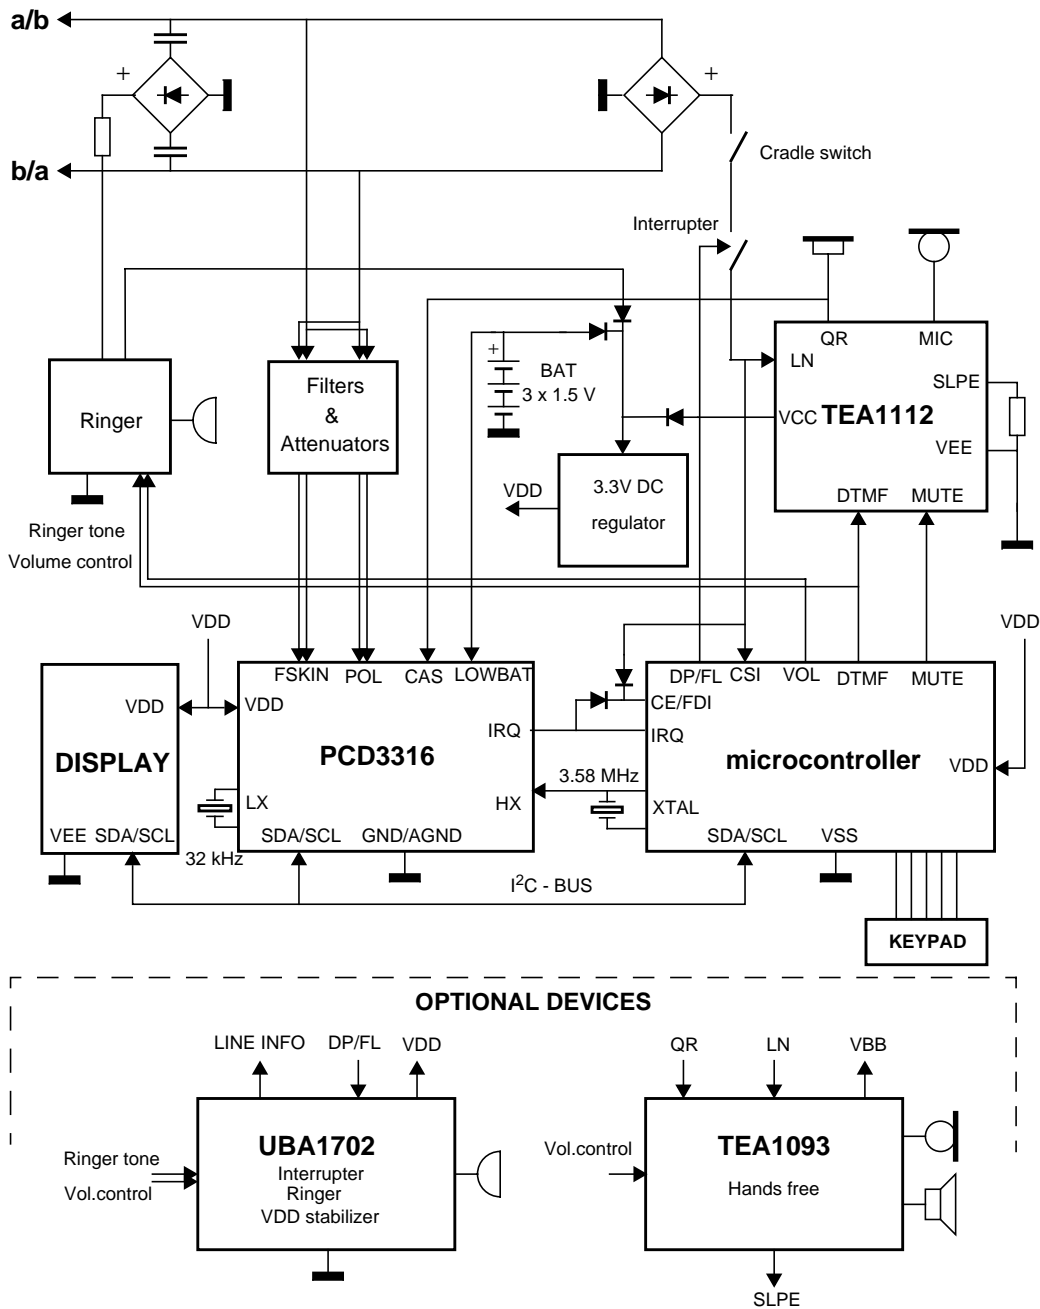 a/b
+
+
Cradle switch
b/a
Interrupter
QR
MIC
LN
Filters
&
Attenuators
+
BAT
3 x 1.5 V
SLPE
Ringer
VCC
TEA1112
VEE
VDD
3.3V DC
regulator
DTMF
MUTE
Ringer tone
Volume control
VDD
VDD
FSKIN
POL
CAS
LOWBAT
DP/FL
CSI
VOL
DTMF
MUTE
VDD
VDD
CE/FDI
IRQ
IRQ
DISPLAY
PCD3316
microcontroller
VDD
3.58 MHz
LX
HX
XTAL
VEE
SDA/SCL
SDA/SCL
GND/AGND
SDA/SCL
VSS
32 kHz
I2C - BUS
KEYPAD
OPTIONAL DEVICES
LINE INFO
DP/FL
VDD
QR
LN
VBB
UBA1702
Interrupter
Ringer
VDD stabilizer
Ringer tone
Vol.control
Vol.control
TEA1093
Hands free
SLPE